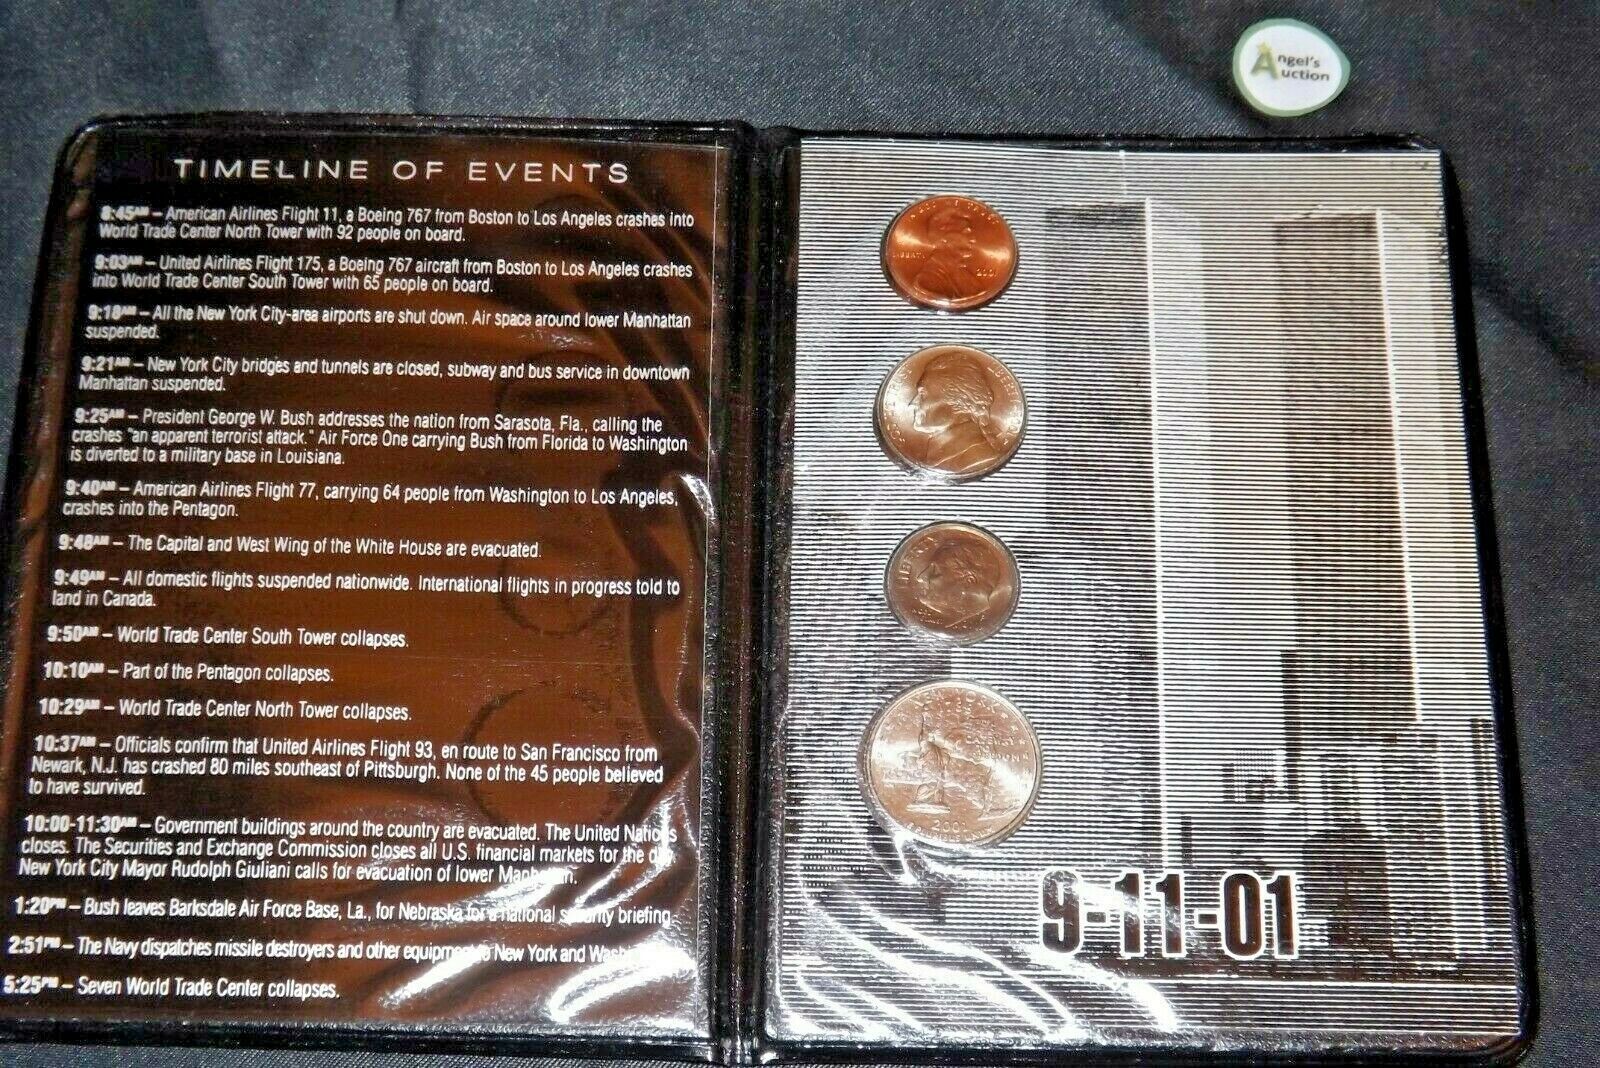 Angel's
Auction
TIMELINE OF EVENTS
8:45AM – American Airlines Flight 11, a Boeing 767 from Boston to Los Angeles crashes into
World Trade Center North Tower with 92 people on board.
9:03AM – United Airlines Flight 175, a Boeing 767 aircraft from Boston to Los Angeles crashes
into World Trade Center South Tower with 65 people on board.
9:18AM – All the New York City-area airports are shut down. Air space around lower Manhattan
suspended.
9:21AM – New York City bridges and tunnels are closed, subway and bus service in downtown
Manhattan suspended.
9:25AM – President George W. Bush addresses the nation from Sarasota, Fla., calling the
crashes "an apparent terrorist attack." Air Force One carrying Bush from Florida to Washington
is diverted to a military base in Louisiana.
9:40AM – American Airlines Flight 77, carrying 64 people from Washington to Los Angeles,
crashes into the Pentagon.
9:48AM – The Capital and West Wing of the White House are evacuated.
9:49AM – All domestic flights suspended nationwide. International flights in progress told to
land in Canada.
9:50AM – World Trade Center South Tower collapses.
10:10AM – Part of the Pentagon collapses.
10:29AM – World Trade Center North Tower collapses.
10:37AM – Officials confirm that United Airlines Flight 93, en route to San Francisco from
Newark, N.J. has crashed 80 miles southeast of Pittsburgh. None of the 45 people believed
to have survived.
10:00-11:30AM – Government buildings around the country are evacuated. The United Nations
closes. The Securities and Exchange Commission closes all U.S. financial markets for the day.
New York City Mayor Rudolph Giuliani calls for evacuation of lower Manhattan.
1:20PM – Bush leaves Barksdale Air Force Base, La., for Nebraska for a national security briefing.
2:51PM – The Navy dispatches missile destroyers and other equipment to New York and
5:25PM – Seven World Trade Center collapses.
LIBERTY 2001
LIBERTY
NEW YORK
1788
2001
9-11-01